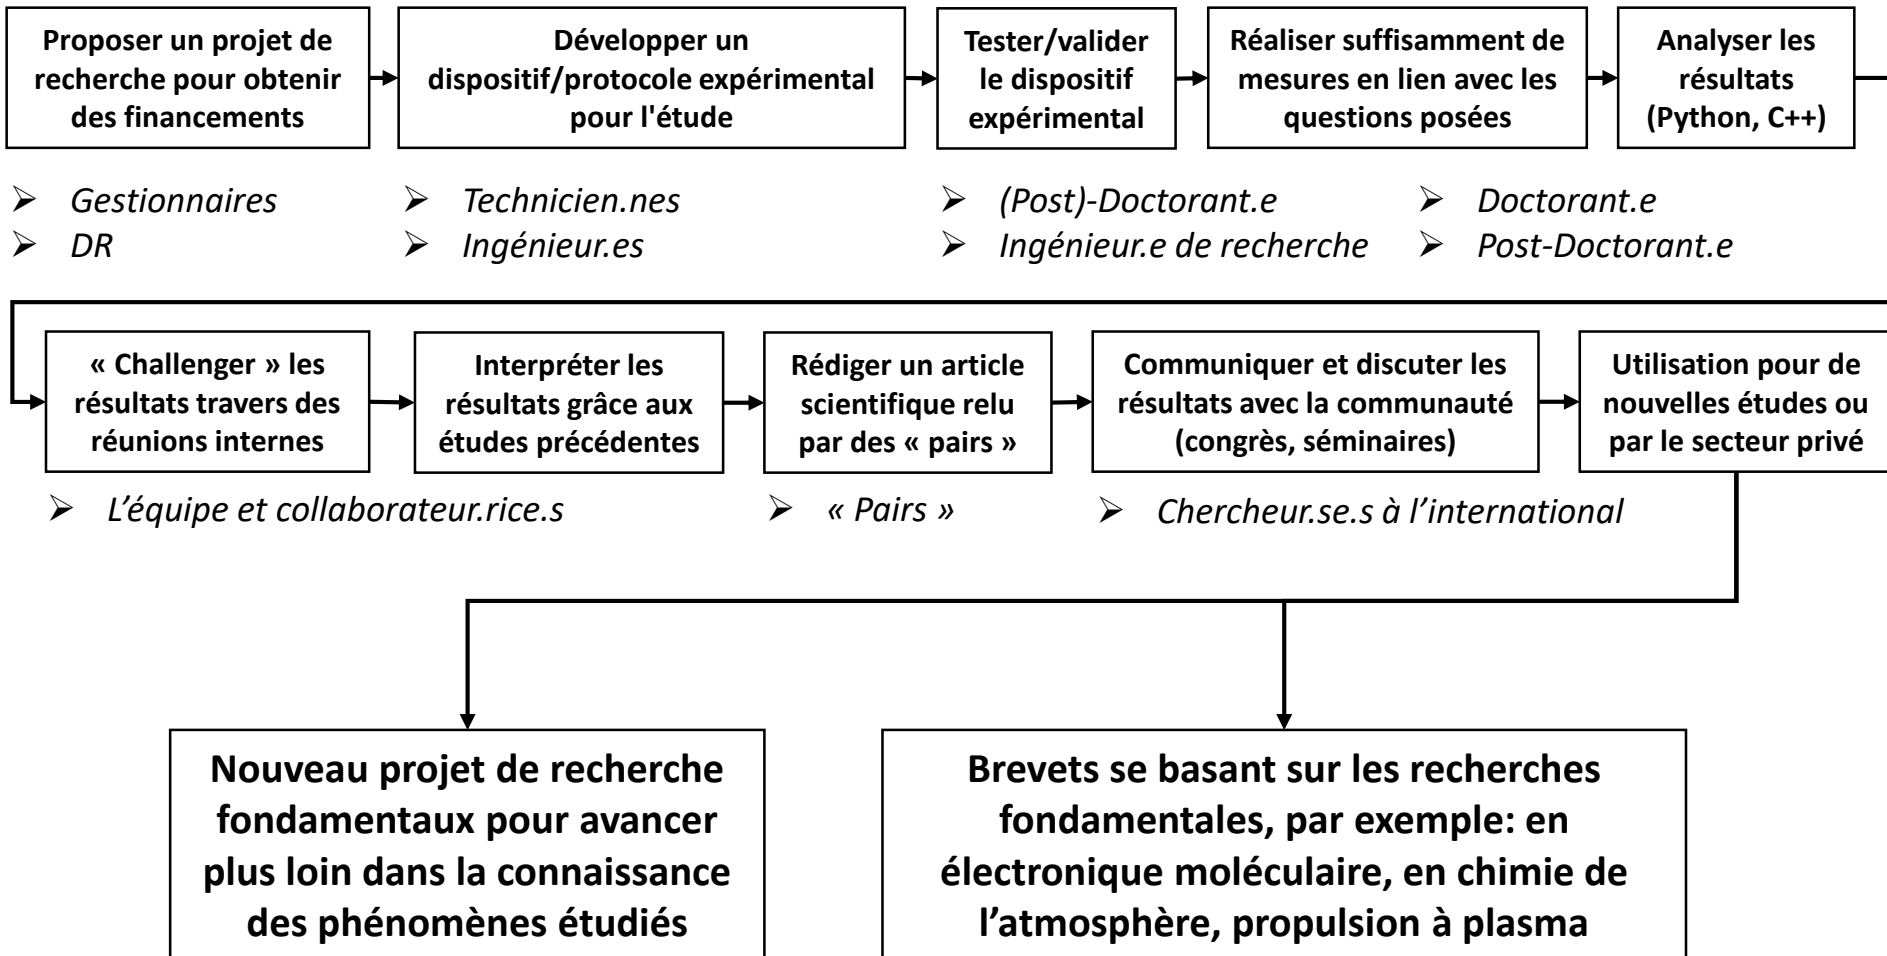 Proposer un projet de
recherche pour obtenir
des financements
Développer un
dispositif/protocole expérimental
pour l'étude
Tester/valider
le dispositif
expérimental
Réaliser suffisamment de
mesures en lien avec les
questions posées
Analyser les
résultats
(Python, C++)
➢ Gestionnaires
➢ DR
➢ Technicien.nes
➢ Ingénieur.es
➢ (Post)-Doctorant.e
➢ Ingénieur.e de recherche
➢ Doctorant.e
➢ Post-Doctorant.e
« Challenger » les
résultats travers des
réunions internes
Interpréter les
résultats grâce aux
études précédentes
Rédiger un article
scientifique relu
par des « pairs »
Communiquer et discuter les
résultats avec la communauté
(congrès, séminaires)
Utilisation pour de
nouvelles études ou
par le secteur privé
➢ L’équipe et collaborateur.rice.s
➢ « Pairs »
➢ Chercheur.se.s à l’international
Nouveau projet de recherche
fondamentaux pour avancer
plus loin dans la connaissance
des phénomènes étudiés
Brevets se basant sur les recherches
fondamentales, par exemple: en
électronique moléculaire, en chimie de
l’atmosphère, propulsion à plasma